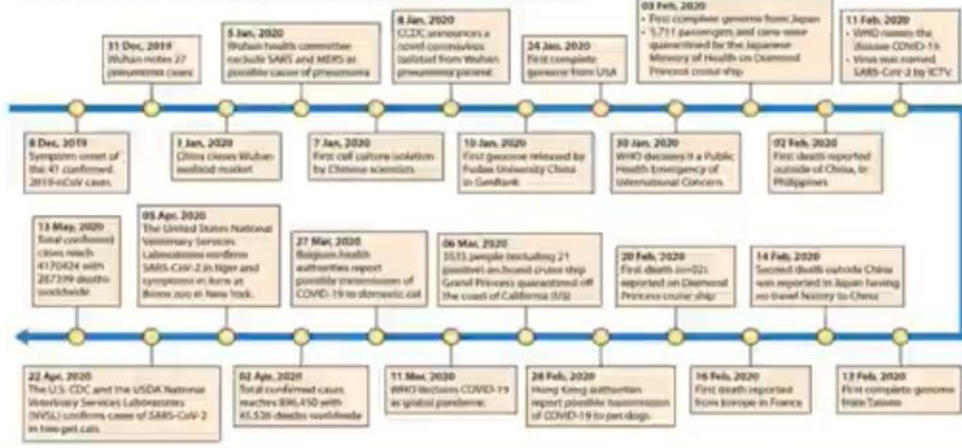 31 Dec, 2019
Wuhan notes 27
pneumonia cases
5 Jan, 2020
Wuhan health committee
exclude SARS and MERS as
possible cause of pneumonia
8 Jan, 2020
CCDC announces a
novel coronavirus
isolated from Wuhan
pneumonia patient
24 Jan, 2020
First complete
genome from USA
03 Feb, 2020
• First complete genome from Japan
• 3,711 passengers and crew were
quarantined by the Japanese
Ministry of Health on Diamond
Princess cruise ship
11 Feb, 2020
• WHO names the
disease COVID-19
• Virus was named
SARS-CoV-2 by ICTV
8 Dec, 2019
Symptom onset of
the 41 confirmed
2019-nCoV cases
1 Jan, 2020
China closes Wuhan
seafood market
7 Jan, 2020
First cell culture isolation
by Chinese scientists
10 Jan, 2020
First genome released by
Fudan University China
in GenBank
30 Jan, 2020
WHO declares it a Public
Health Emergency of
International Concern
02 Feb, 2020
First death reported
outside of China, in
Philippines
13 May, 2020
Total confirmed
cases reach
4170424 with
287399 deaths
worldwide
05 Apr, 2020
The United States National
Veterinary Services
Laboratories confirm
SARS-CoV-2 in tiger and
symptoms in lions at
Bronx zoo in New York.
27 Mar, 2020
Belgium health
authorities report
possible transmission of
COVID-19 to domestic cat
06 Mar, 2020
3533 people (including 21
positive) on board cruise ship
Grand Princess quarantined off
the coast of California (US)
20 Feb, 2020
First death (n=02)
reported on Diamond
Princess cruise ship
14 Feb, 2020
Second death outside China
was reported in Japan having
no travel history to China
22 Apr, 2020
The U.S. CDC and the USDA National
Veterinary Services Laboratories
(NVSL) confirms cases of SARS-CoV-2
in two pet cats
02 Apr, 2020
Total confirmed cases
reaches 896,450 with
45,526 deaths worldwide
11 Mar, 2020
WHO declares COVID-19
as global pandemic
28 Feb, 2020
Hong Kong authorities
report possible transmission
of COVID-19 to pet dogs
16 Feb, 2020
First death reported
from Europe in France
13 Feb, 2020
First complete genome
from Taiwan